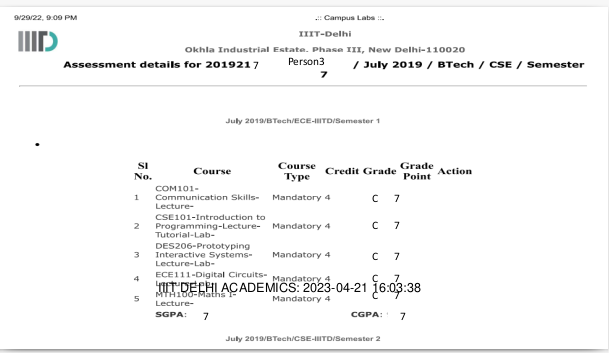 9/29/22, 9:09 PM .:: Campus Labs ::.
IIIT-Delhi
Okhla Industrial Estate, Phase III, New Delhi-110020
Assessment details for 2019217 Person3 / July 2019 / BTech / CSE / Semester
7
July 2019/BTech/ECE-IIITD/Semester 1
Sl No. Course Course Type Credit Grade Grade Point Action
COM101-
1 Communication Skills- Mandatory 4 C 7
Lecture-
CSE101-Introduction to
2 Programming-Lecture- Mandatory 4 C 7
Tutorial-Lab-
DES206-Prototyping
3 Interactive Systems- Mandatory 4 C 7
Lecture-Lab-
4 ECE111-Digital Circuits- Mandatory 4 C 7
Lecture-Lab-
IIIT DELHI ACADEMICS: 2023-04-21 16:03:38
5 MTH100-Maths I- Mandatory 4 C 7
Lecture-
SGPA: 7 CGPA: 7
July 2019/BTech/CSE-IIITD/Semester 2